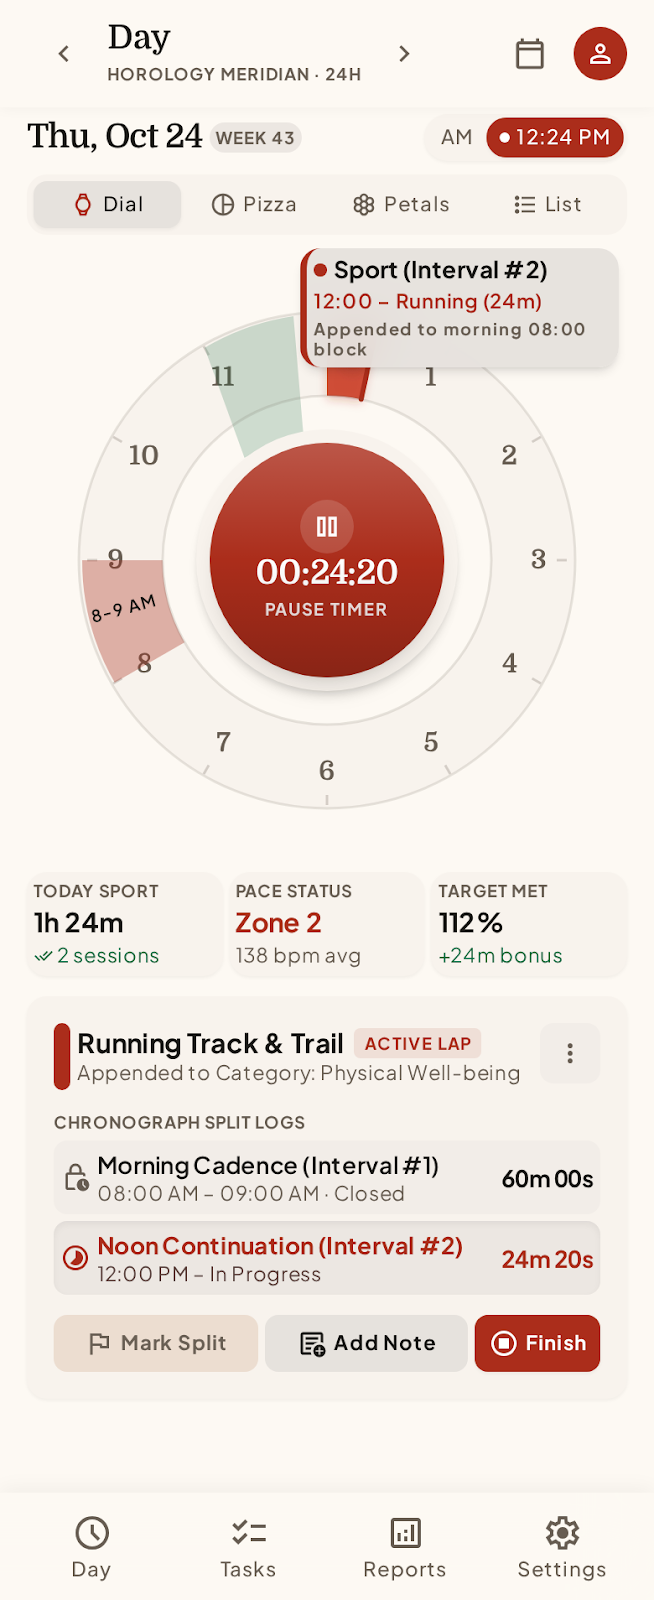 Day
HOROLOGY MERIDIAN · 24H
Thu, Oct 24 WEEK 43
AM 12:24 PM
Dial Pizza Petals List
Sport (Interval #2)
12:00 – Running (24m)
Appended to morning 08:00
block
11
1
10
2
9
3
8-9 AM
8
4
7
5
6
00:24:20
PAUSE TIMER
TODAY SPORT
1h 24m
2 sessions
PACE STATUS
Zone 2
138 bpm avg
TARGET MET
112%
+24m bonus
Running Track & Trail ACTIVE LAP
Appended to Category: Physical Well-being
CHRONOGRAPH SPLIT LOGS
Morning Cadence (Interval #1)
08:00 AM – 09:00 AM · Closed
60m 00s
Noon Continuation (Interval #2)
12:00 PM – In Progress
24m 20s
Mark Split Add Note Finish
Day Tasks Reports Settings